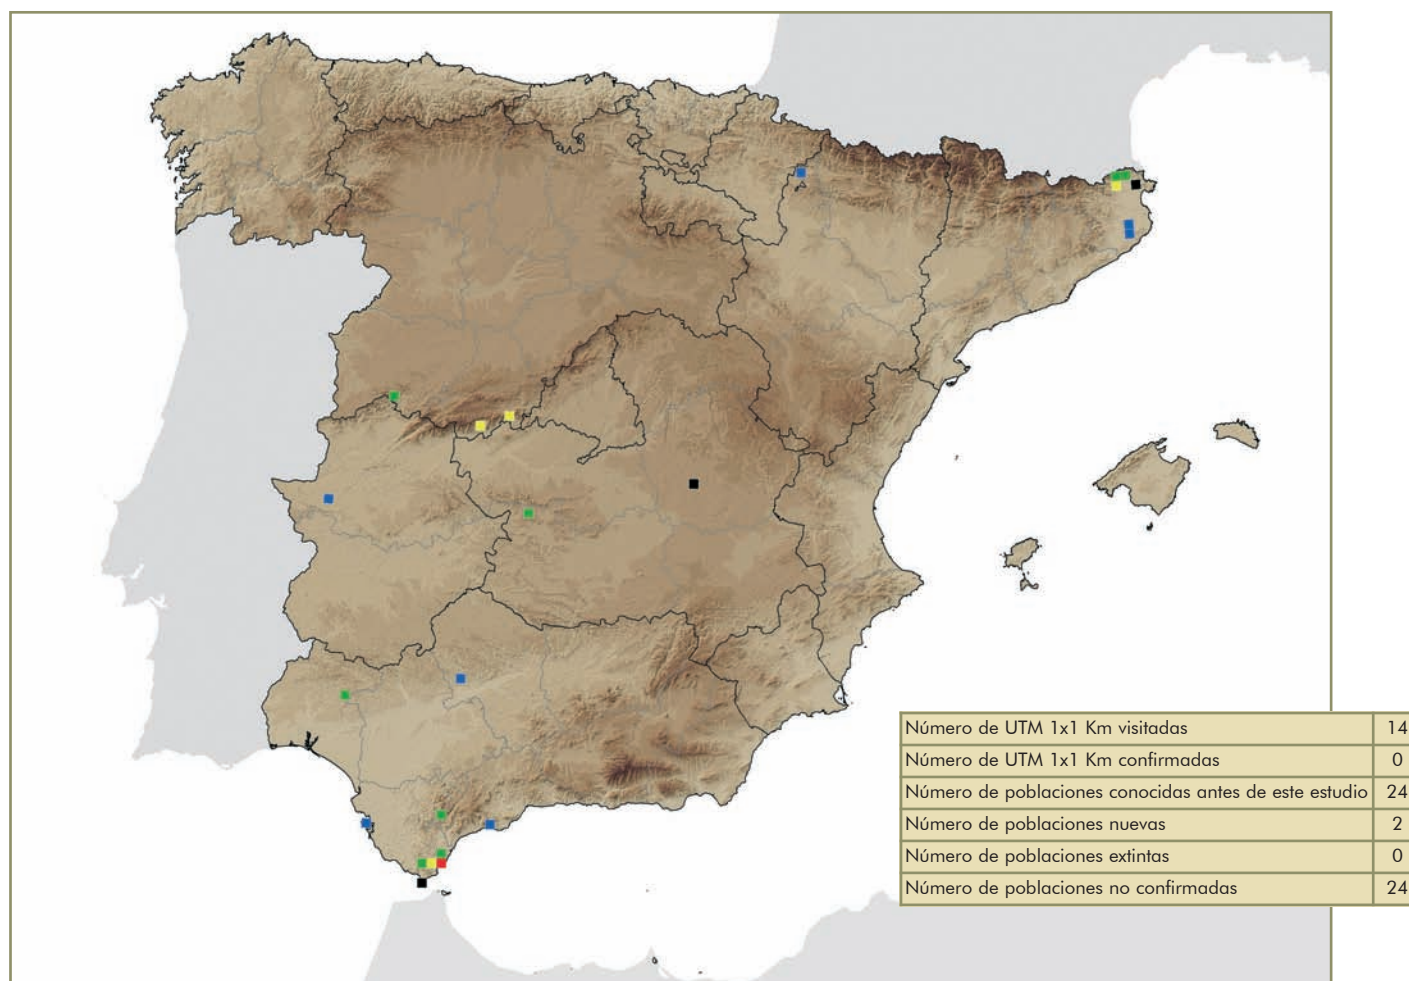 Número de UTM 1x1 Km visitadas 14
Número de UTM 1x1 Km confirmadas 0
Número de poblaciones conocidas antes de este estudio 24
Número de poblaciones nuevas 2
Número de poblaciones extintas 0
Número de poblaciones no confirmadas 24